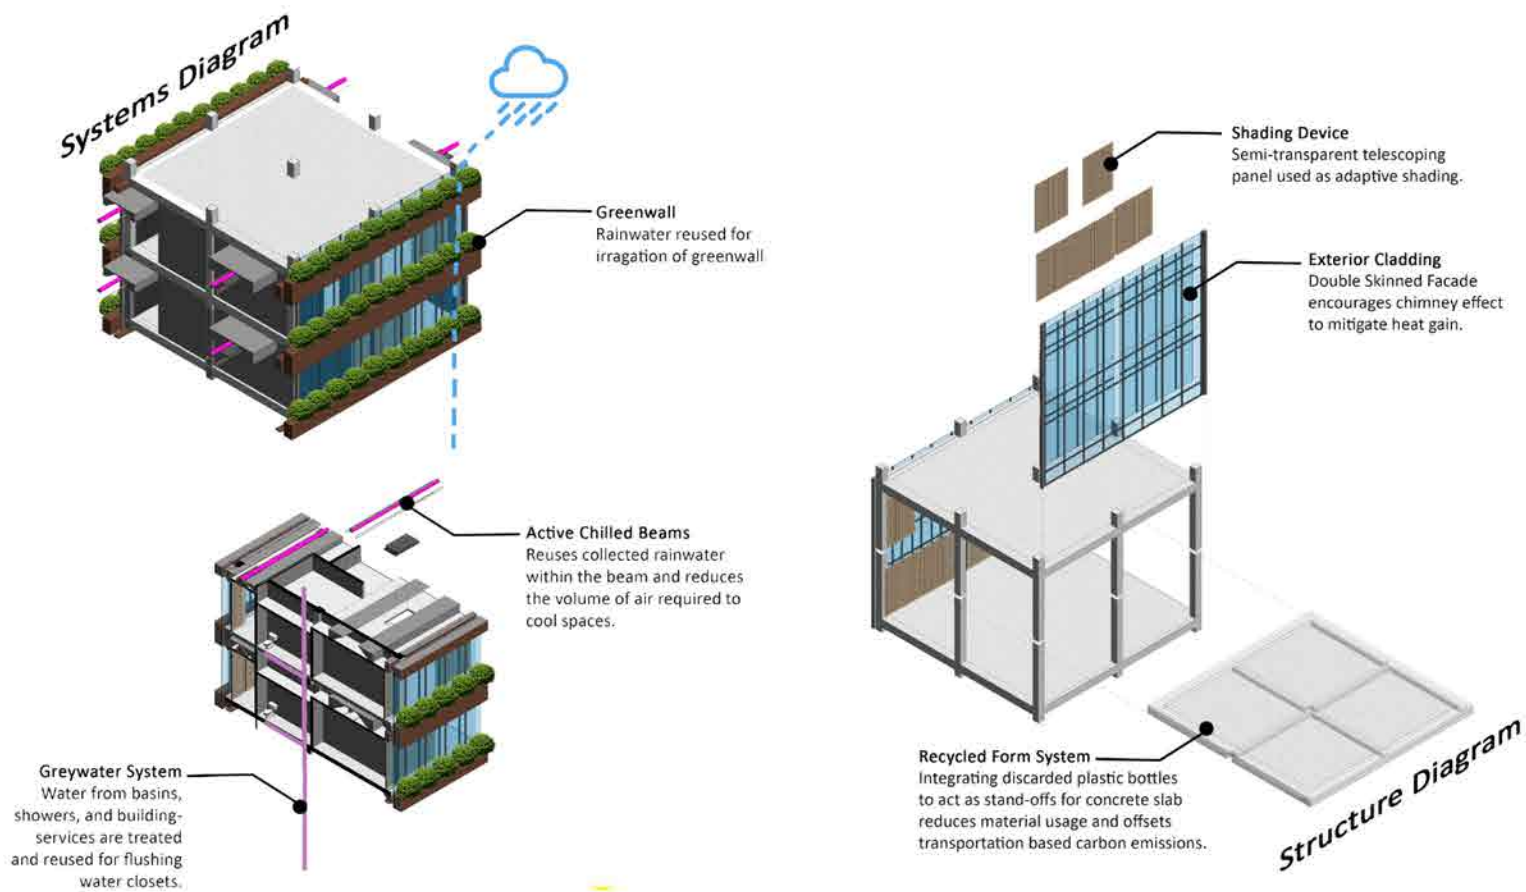 Systems Diagram
Greenwall
Rainwater reused for
irragation of greenwall
Active Chilled Beams
Reuses collected rainwater
within the beam and reduces
the volume of air required to
cool spaces.
Greywater System
Water from basins,
showers, and building-
services are treated
and reused for flushing
water closets.
Shading Device
Semi-transparent telescoping
panel used as adaptive shading.
Exterior Cladding
Double Skinned Facade
encourages chimney effect
to mitigate heat gain.
Recycled Form System
Integrating discarded plastic bottles
to act as stand-offs for concrete slab
reduces material usage and offsets
transportation based carbon emissions.
Structure Diagram